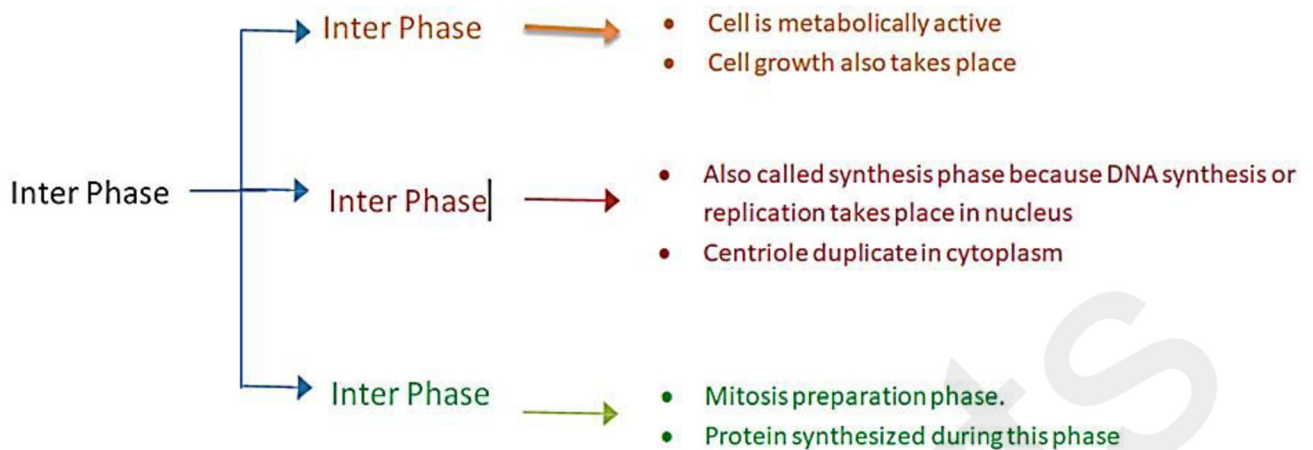 Inter Phase
Inter Phase
• Cell is metabolically active
• Cell growth also takes place
Inter Phase
• Also called synthesis phase because DNA synthesis or
replication takes place in nucleus
• Centriole duplicate in cytoplasm
Inter Phase
• Mitosis preparation phase.
• Protein synthesized during this phase
ts